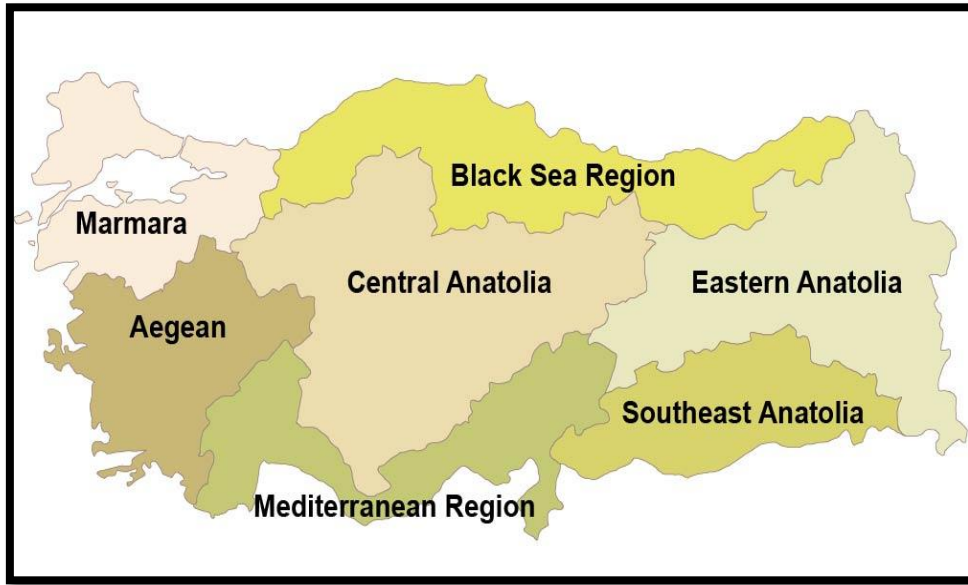 Black Sea Region
Marmara
Central Anatolia
Eastern Anatolia
Aegean
Southeast Anatolia
Mediterranean Region